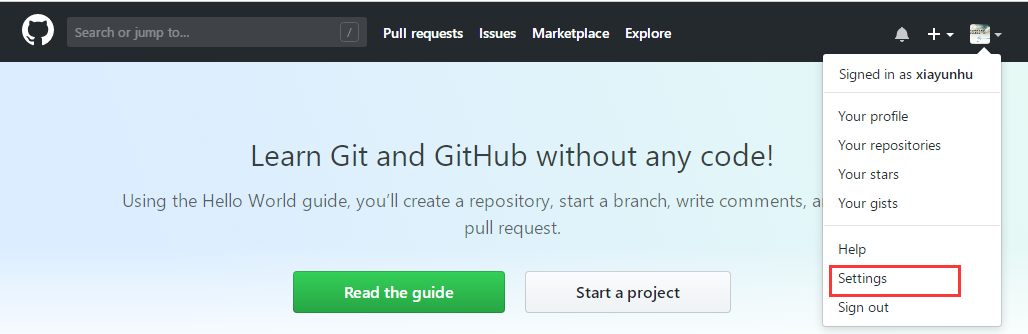 Search or jump to... /
Pull requests Issues Marketplace Explore
Signed in as xiayunhu
Your profile
Your repositories
Your stars
Your gists
Help
Settings
Sign out
Learn Git and GitHub without any code!
Using the Hello World guide, you’ll create a repository, start a branch, write comments,
pull request.
Read the guide
Start a project